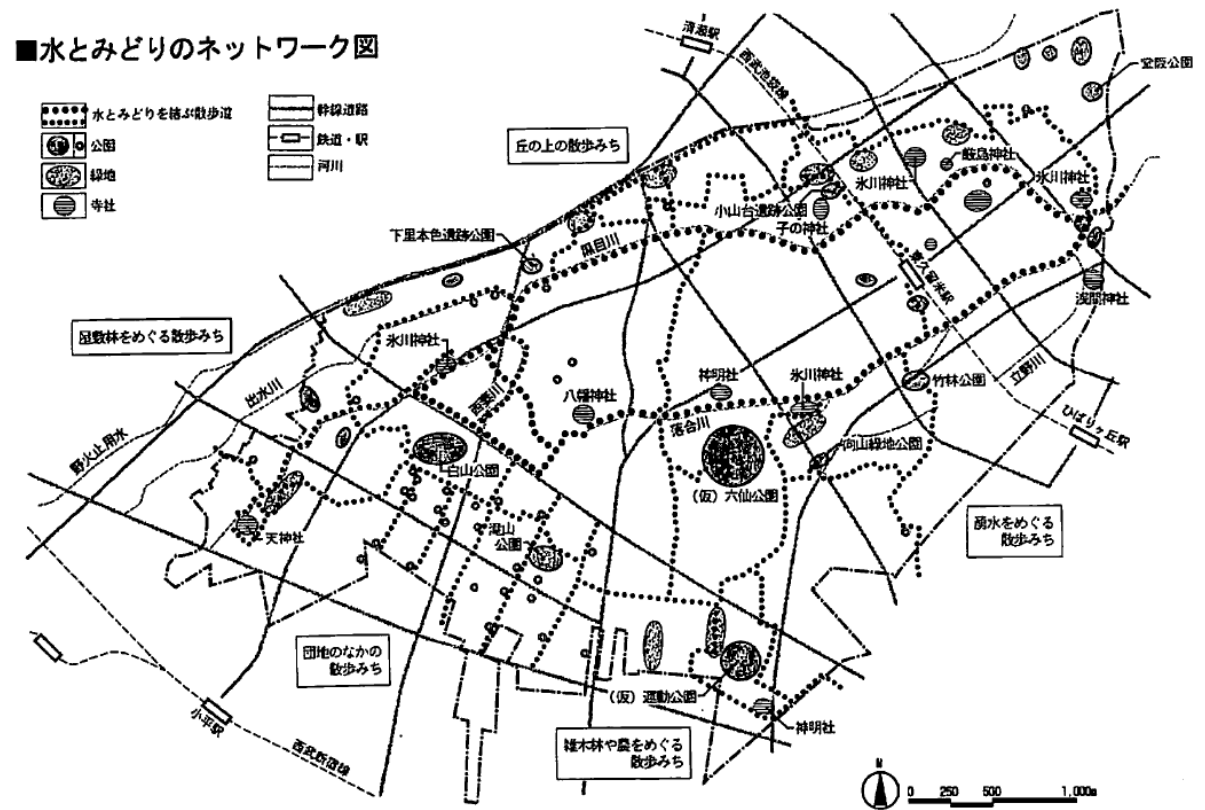 ■水とみどりのネットワーク図
水とみどりを結ぶ散歩道
公園
緑地
寺社
幹線道路
鉄道・駅
河川
清瀬駅
西武池袋線
金山公園
丘の上の散歩みち
厳島神社
氷川神社
氷川神社
小山台遺跡公園
子の神社
下里本邑遺跡公園
黒目川
東久留米駅
浅間神社
屋敷林をめぐる散歩みち
氷川神社
出水川
西妻川
八幡神社
神明社
氷川神社
竹林公園
立野川
落合川
ひばりヶ丘駅
野火止用水
白山公園
向山緑地公園
(仮)六仙公園
滝山
公園
天神社
湧水をめぐる
散歩みち
団地のなかの
散歩みち
(仮)運動公園
神明社
小平駅
西武新宿線
雑木林や農をめぐる
散歩みち
N
0 250 500 1,000m